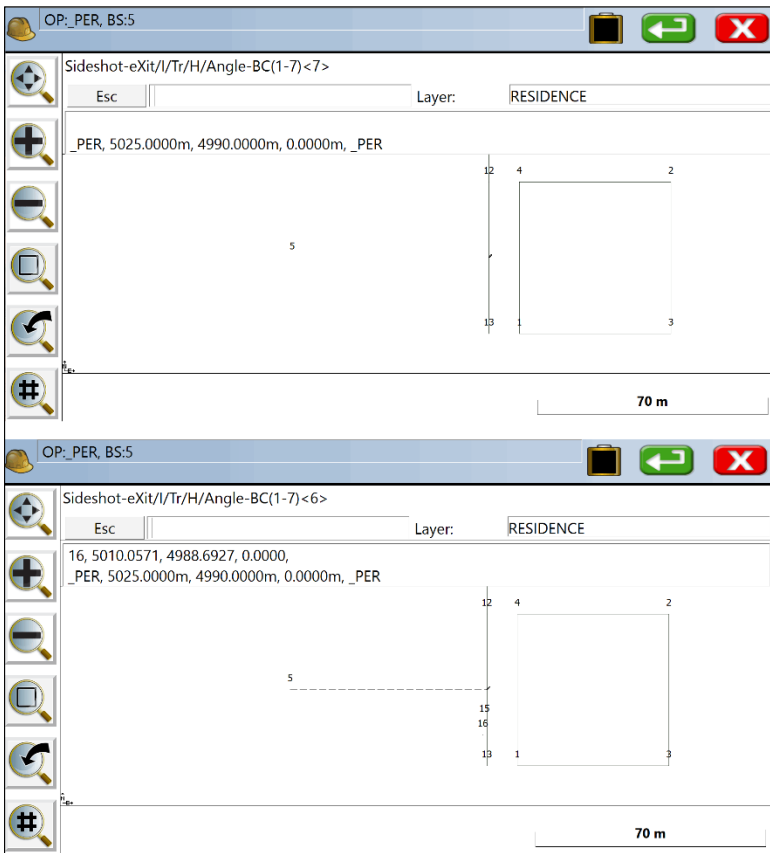 OP:_PER, BS:5
Sideshot-eXit/I/Tr/H/Angle-BC(1-7)<7>
Esc Layer: RESIDENCE
_PER, 5025.0000m, 4990.0000m, 0.0000m, _PER
12 4 2
5
13 1 3
70 m
OP:_PER, BS:5
Sideshot-eXit/I/Tr/H/Angle-BC(1-7)<6>
Esc Layer: RESIDENCE
16, 5010.0571, 4988.6927, 0.0000,
_PER, 5025.0000m, 4990.0000m, 0.0000m, _PER
12 4 2
5
15
16
13 1 3
70 m